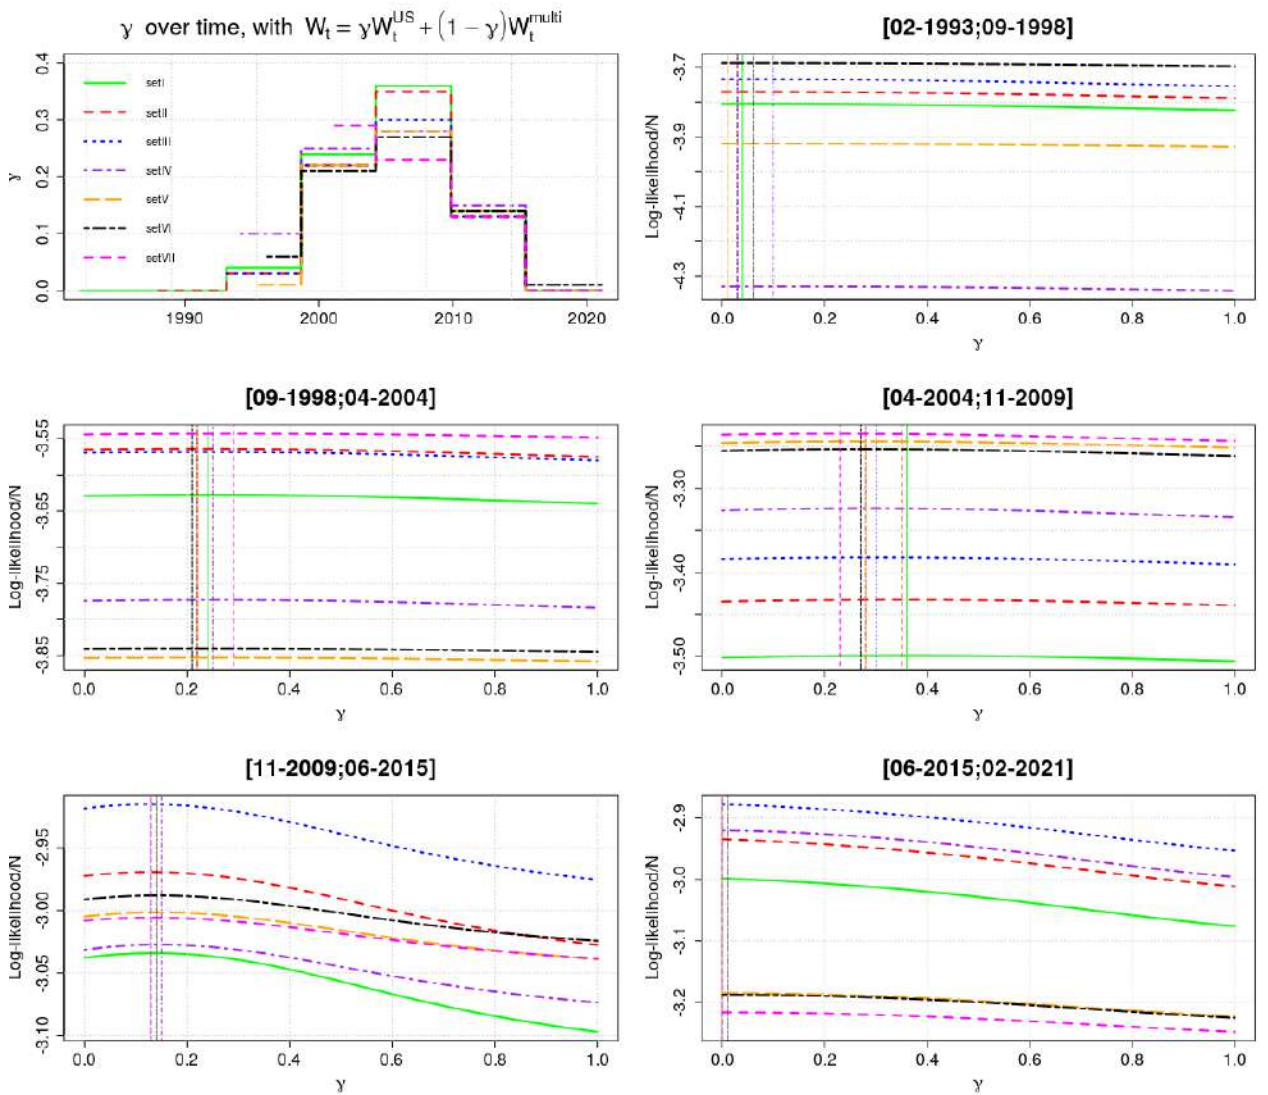 γ over time, with W_t = γW_t^US + (1 − γ)W_t^multi
γ
0.0 0.1 0.2 0.3 0.4
setI
setII
setIII
setIV
setV
setVI
setVII
1990 2000 2010 2020
[02-1993;09-1998]
Log-likelihood/N
-4.3 -4.1 -3.9 -3.7
0.0 0.2 0.4 0.6 0.8 1.0
γ
[09-1998;04-2004]
Log-likelihood/N
-3.85 -3.75 -3.65 -3.55
0.0 0.2 0.4 0.6 0.8 1.0
γ
[04-2004;11-2009]
Log-likelihood/N
-3.50 -3.40 -3.30
0.0 0.2 0.4 0.6 0.8 1.0
γ
[11-2009;06-2015]
Log-likelihood/N
-3.10 -3.05 -3.00 -2.95
0.0 0.2 0.4 0.6 0.8 1.0
γ
[06-2015;02-2021]
Log-likelihood/N
-3.2 -3.1 -3.0 -2.9
0.0 0.2 0.4 0.6 0.8 1.0
γ